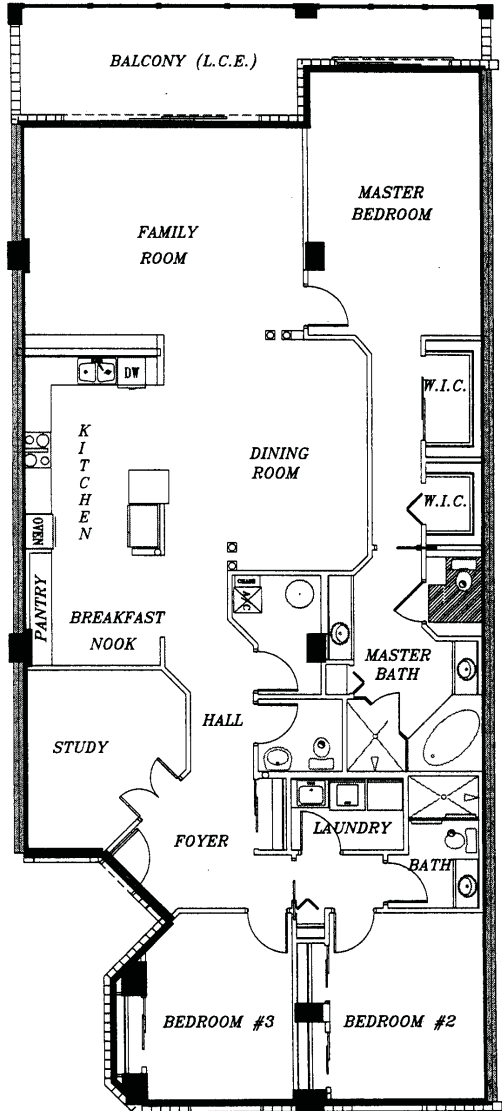 BALCONY (L.C.E.)
MASTER
BEDROOM
FAMILY
ROOM
DW
W.I.C.
KITCHEN
DINING
ROOM
W.I.C.
OVEN
A/C
PANTRY
BREAKFAST
NOOK
MASTER
BATH
HALL
STUDY
FOYER
LAUNDRY
BATH
BEDROOM #3
BEDROOM #2